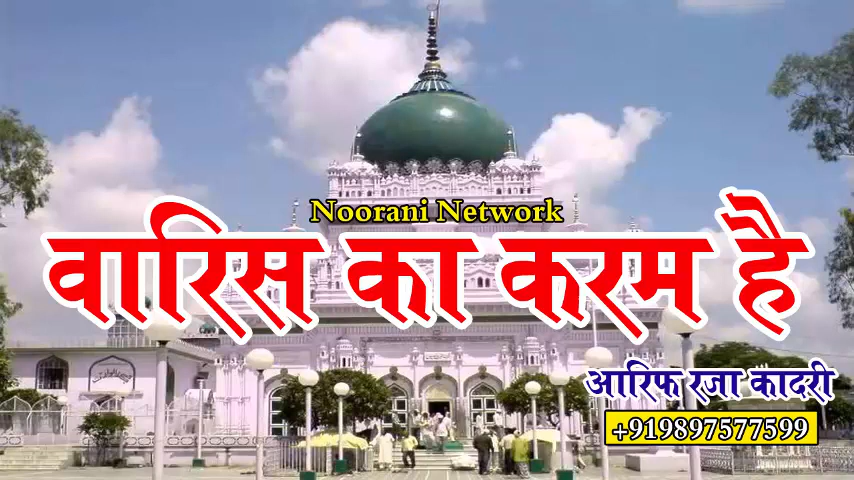 Noorani Network
वारिस का करम है
आरिफ रजा कादरी
+919897577599